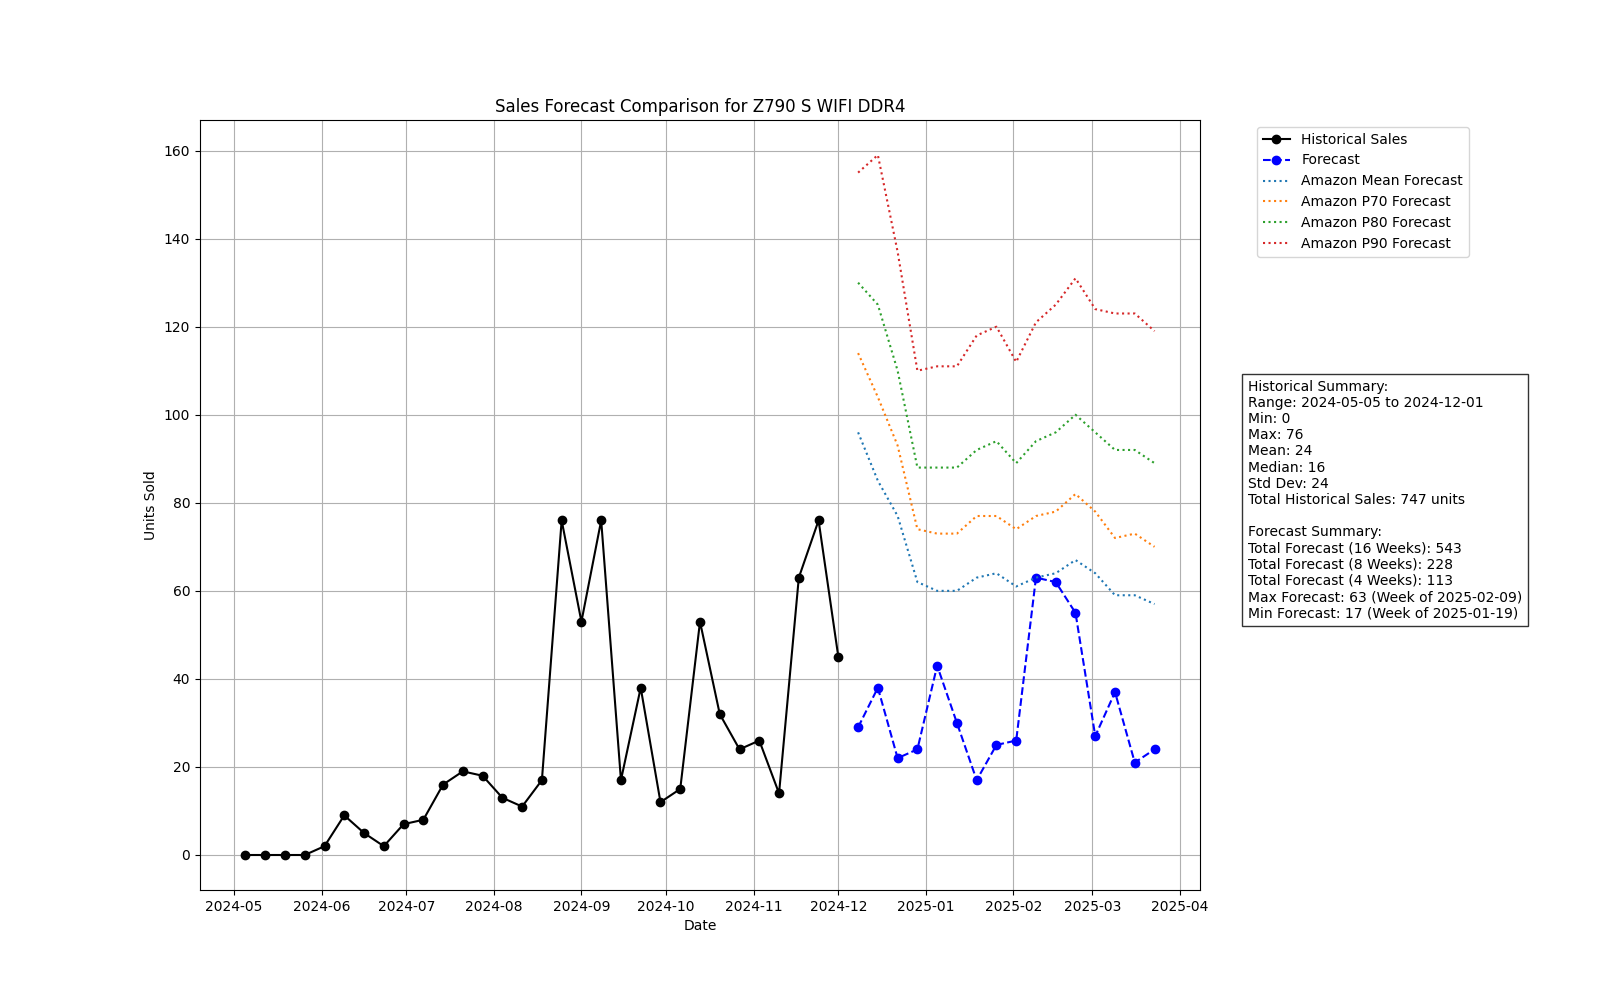 Sales Forecast Comparison for Z790 S WIFI DDR4
Historical Sales
Forecast
Amazon Mean Forecast
Amazon P70 Forecast
Amazon P80 Forecast
Amazon P90 Forecast
Units Sold
160
140
120
100
80
60
40
20
0
2024-05 2024-06 2024-07 2024-08 2024-09 2024-10 2024-11 2024-12 2025-01 2025-02 2025-03 2025-04
Date
Historical Summary:
Range: 2024-05-05 to 2024-12-01
Min: 0
Max: 76
Mean: 24
Median: 16
Std Dev: 24
Total Historical Sales: 747 units
Forecast Summary:
Total Forecast (16 Weeks): 543
Total Forecast (8 Weeks): 228
Total Forecast (4 Weeks): 113
Max Forecast: 63 (Week of 2025-02-09)
Min Forecast: 17 (Week of 2025-01-19)